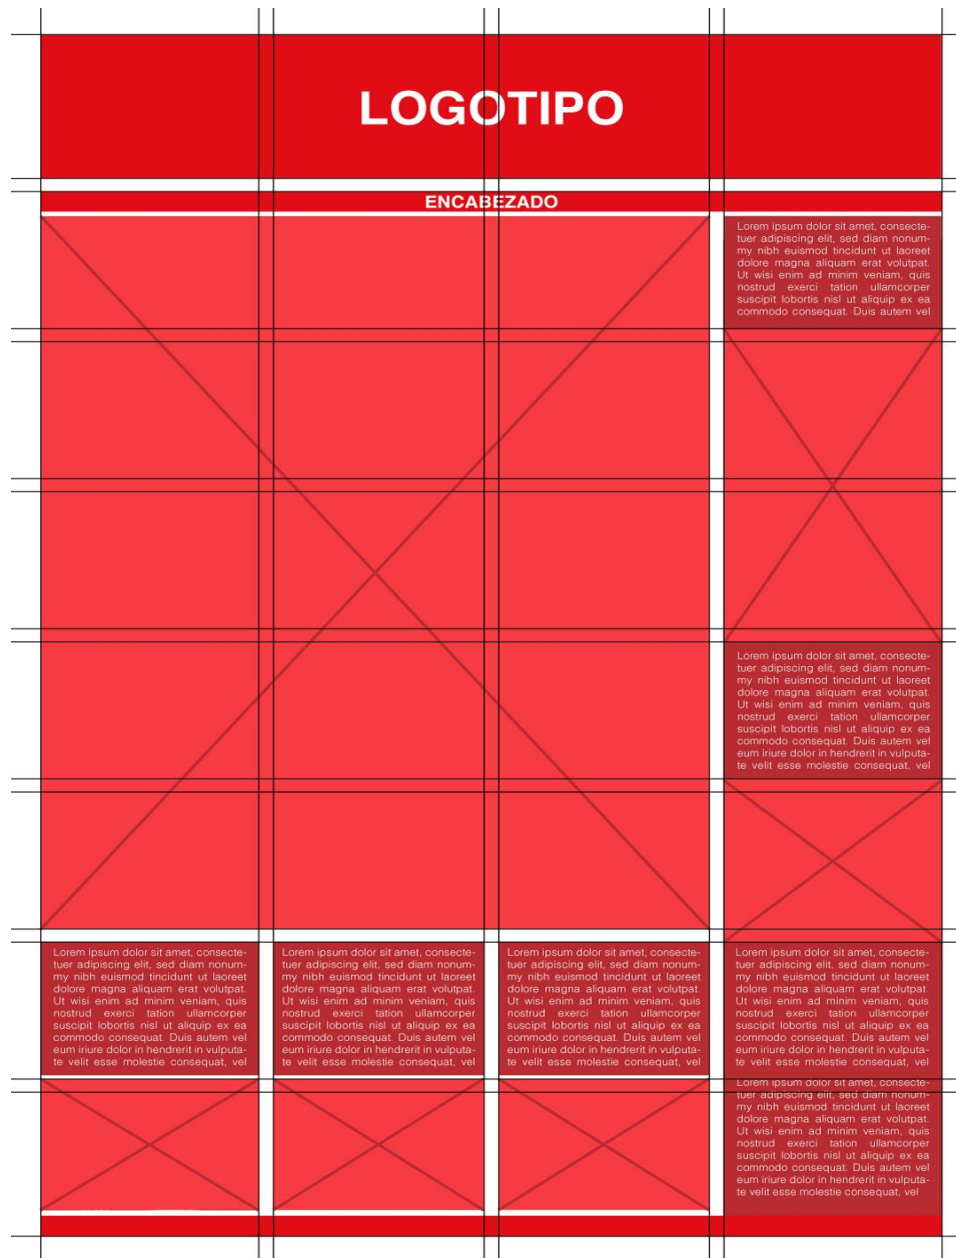 LOGOTIPO
ENCABEZADO
Lorem ipsum dolor sit amet, consecte-
tuer adipiscing elit, sed diam nonum-
my nibh euismod tincidunt ut laoreet
dolore magna aliquam erat volutpat.
Ut wisi enim ad minim veniam, quis
nostrud exerci tation ullamcorper
suscipit lobortis nisl ut aliquip ex ea
commodo consequat. Duis autem vel
Lorem ipsum dolor sit amet, consecte-
tuer adipiscing elit, sed diam nonum-
my nibh euismod tincidunt ut laoreet
dolore magna aliquam erat volutpat.
Ut wisi enim ad minim veniam, quis
nostrud exerci tation ullamcorper
suscipit lobortis nisl ut aliquip ex ea
commodo consequat. Duis autem vel
eum iriure dolor in hendrerit in vulputa-
te velit esse molestie consequat, vel
Lorem ipsum dolor sit amet, consecte-
tuer adipiscing elit, sed diam nonum-
my nibh euismod tincidunt ut laoreet
dolore magna aliquam erat volutpat.
Ut wisi enim ad minim veniam, quis
nostrud exerci tation ullamcorper
suscipit lobortis nisl ut aliquip ex ea
commodo consequat. Duis autem vel
eum iriure dolor in hendrerit in vulputa-
te velit esse molestie consequat, vel
Lorem ipsum dolor sit amet, consecte-
tuer adipiscing elit, sed diam nonum-
my nibh euismod tincidunt ut laoreet
dolore magna aliquam erat volutpat.
Ut wisi enim ad minim veniam, quis
nostrud exerci tation ullamcorper
suscipit lobortis nisl ut aliquip ex ea
commodo consequat. Duis autem vel
eum iriure dolor in hendrerit in vulputa-
te velit esse molestie consequat, vel
Lorem ipsum dolor sit amet, consecte-
tuer adipiscing elit, sed diam nonum-
my nibh euismod tincidunt ut laoreet
dolore magna aliquam erat volutpat.
Ut wisi enim ad minim veniam, quis
nostrud exerci tation ullamcorper
suscipit lobortis nisl ut aliquip ex ea
commodo consequat. Duis autem vel
eum iriure dolor in hendrerit in vulputa-
te velit esse molestie consequat, vel
Lorem ipsum dolor sit amet, consecte-
tuer adipiscing elit, sed diam nonum-
my nibh euismod tincidunt ut laoreet
dolore magna aliquam erat volutpat.
Ut wisi enim ad minim veniam, quis
nostrud exerci tation ullamcorper
suscipit lobortis nisl ut aliquip ex ea
commodo consequat. Duis autem vel
eum iriure dolor in hendrerit in vulputa-
te velit esse molestie consequat, vel
Lorem ipsum dolor sit amet, consecte-
tuer adipiscing elit, sed diam nonum-
my nibh euismod tincidunt ut laoreet
dolore magna aliquam erat volutpat.
Ut wisi enim ad minim veniam, quis
nostrud exerci tation ullamcorper
suscipit lobortis nisl ut aliquip ex ea
commodo consequat. Duis autem vel
eum iriure dolor in hendrerit in vulputa-
te velit esse molestie consequat, vel